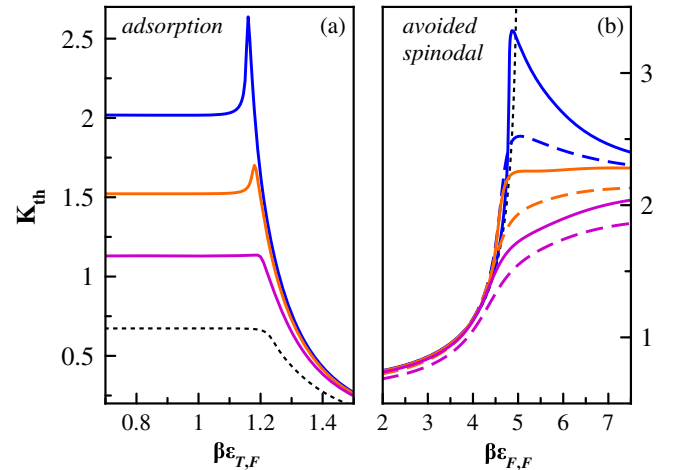 adsorption (a)
avoided spinodal (b)
K_th
2.5
2
1.5
1
0.5
0.8 1 1.2 1.4
βε_T,F
3
2
1
2 3 4 5 6 7
βε_F,F